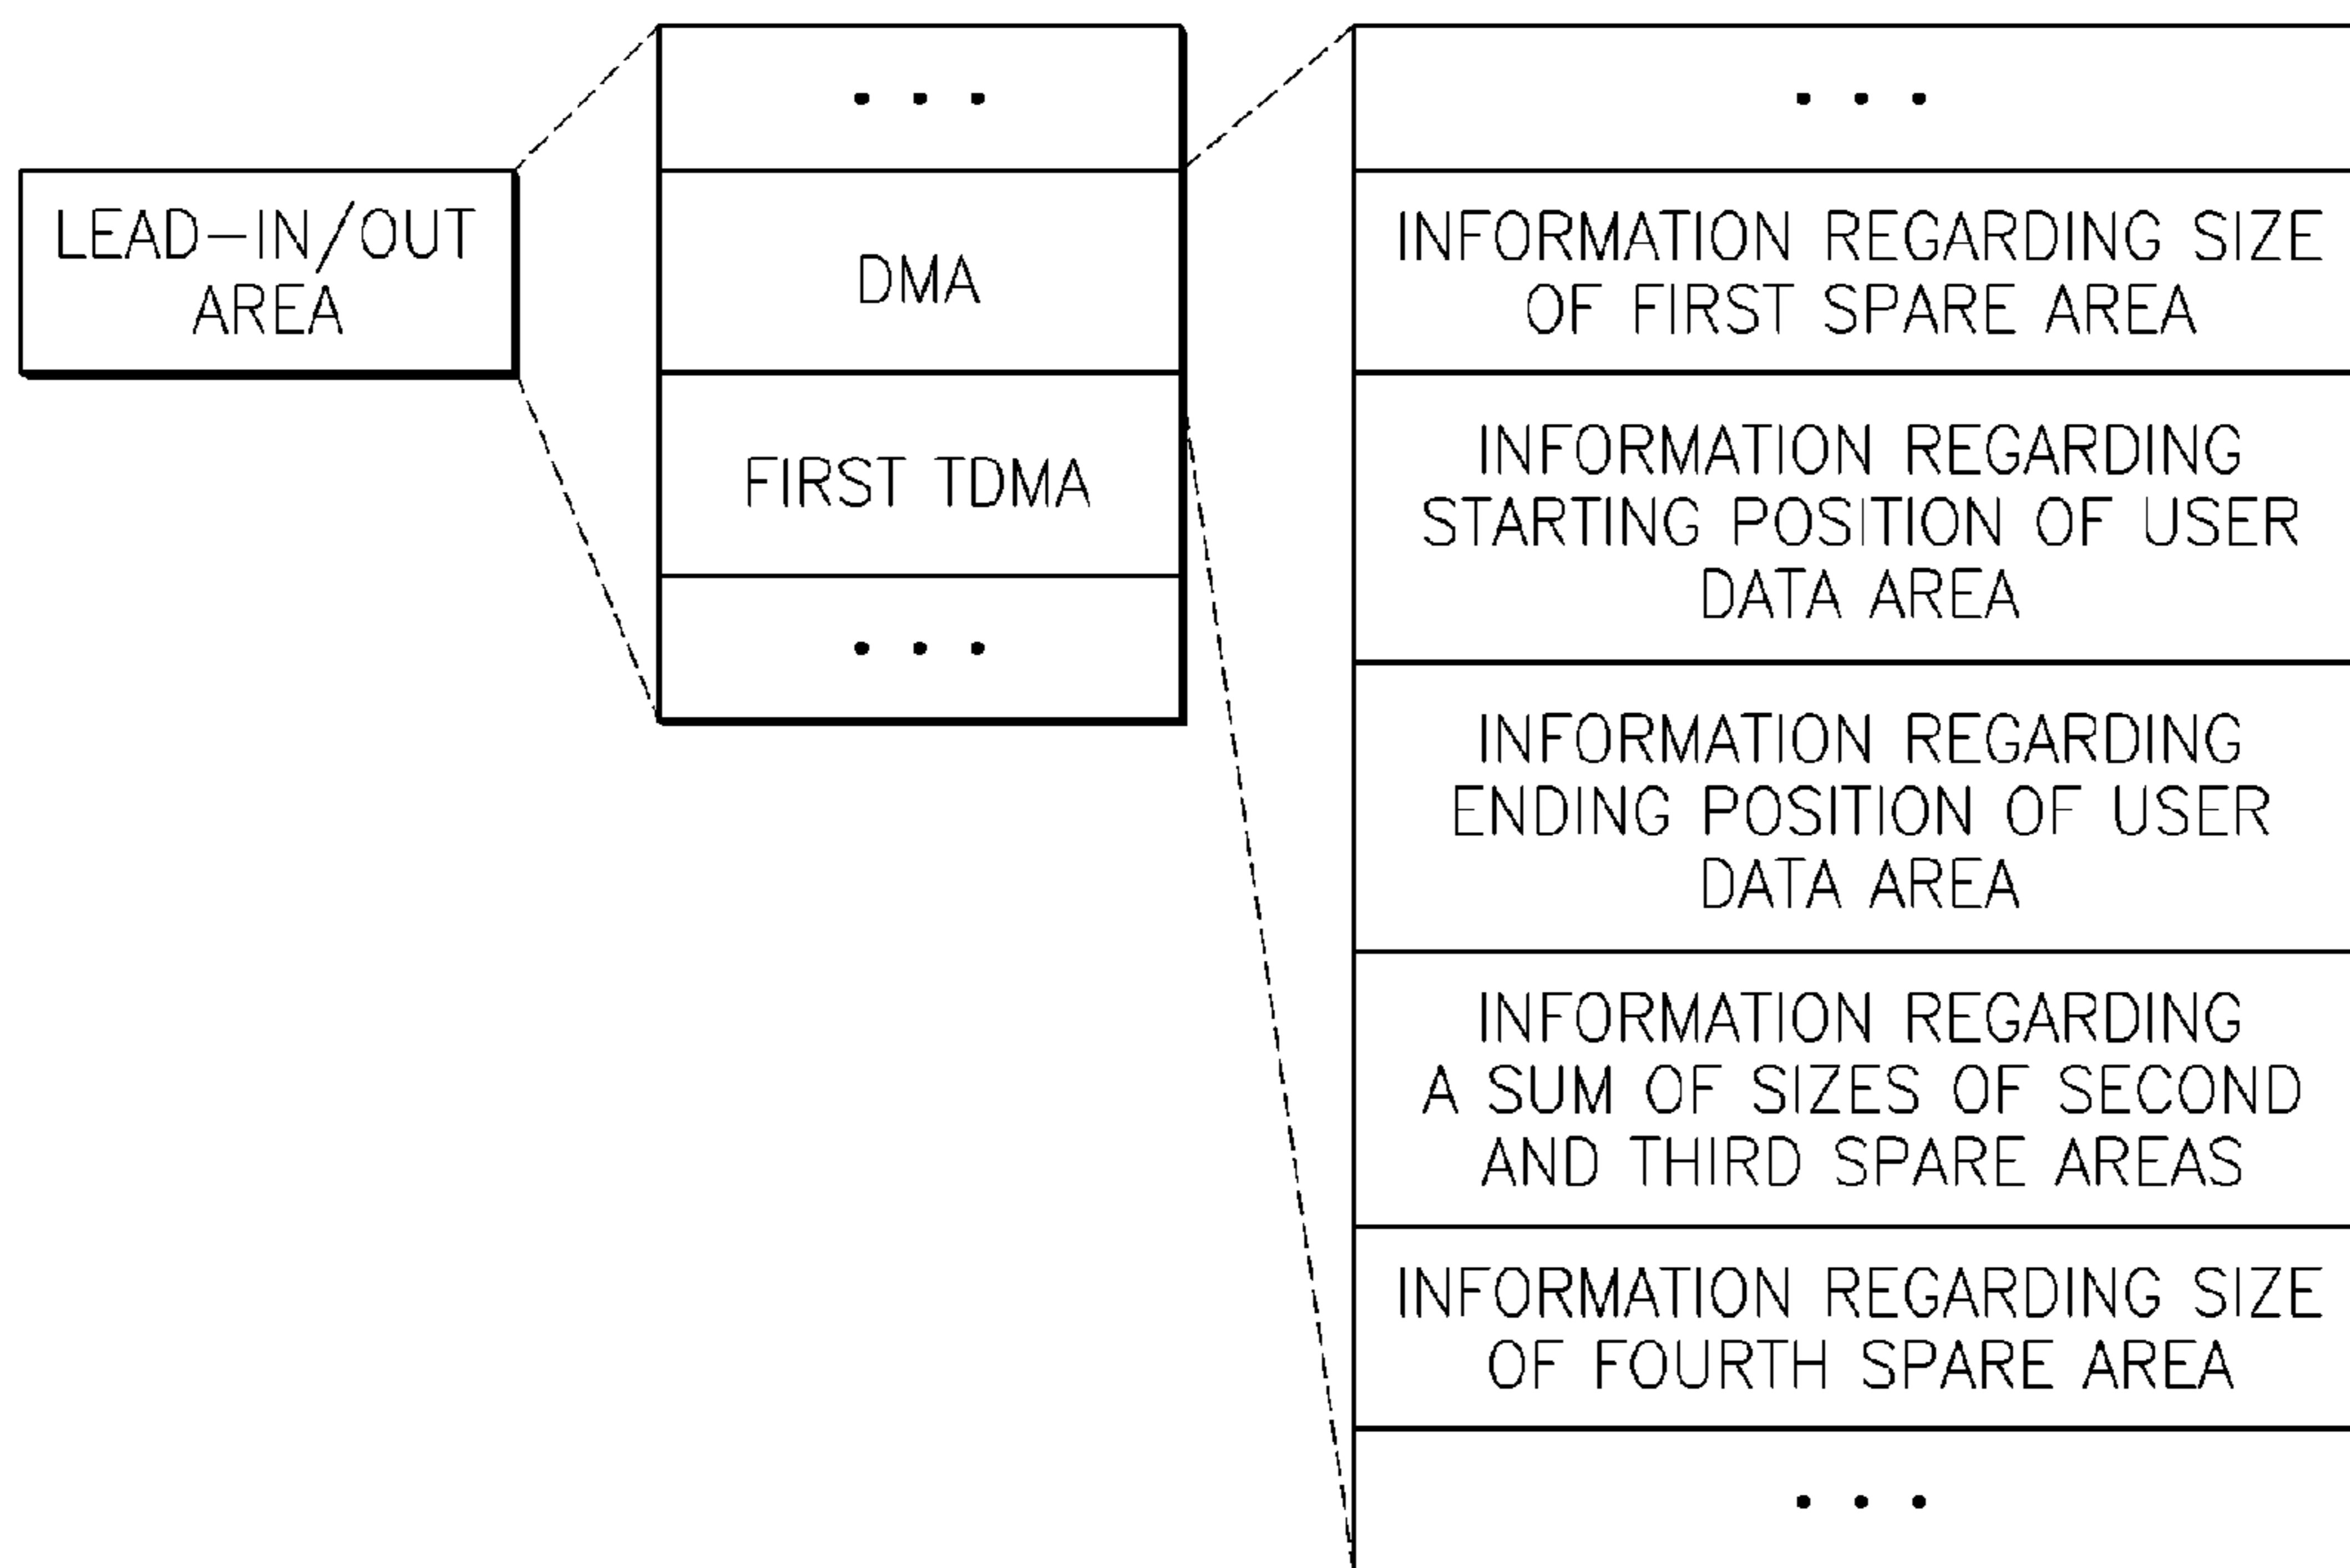 LEAD-IN/OUT
AREA
. . .
DMA
FIRST TDMA
. . .
. . .
INFORMATION REGARDING SIZE
OF FIRST SPARE AREA
INFORMATION REGARDING
STARTING POSITION OF USER
DATA AREA
INFORMATION REGARDING
ENDING POSITION OF USER
DATA AREA
INFORMATION REGARDING
A SUM OF SIZES OF SECOND
AND THIRD SPARE AREAS
INFORMATION REGARDING SIZE
OF FOURTH SPARE AREA
. . .